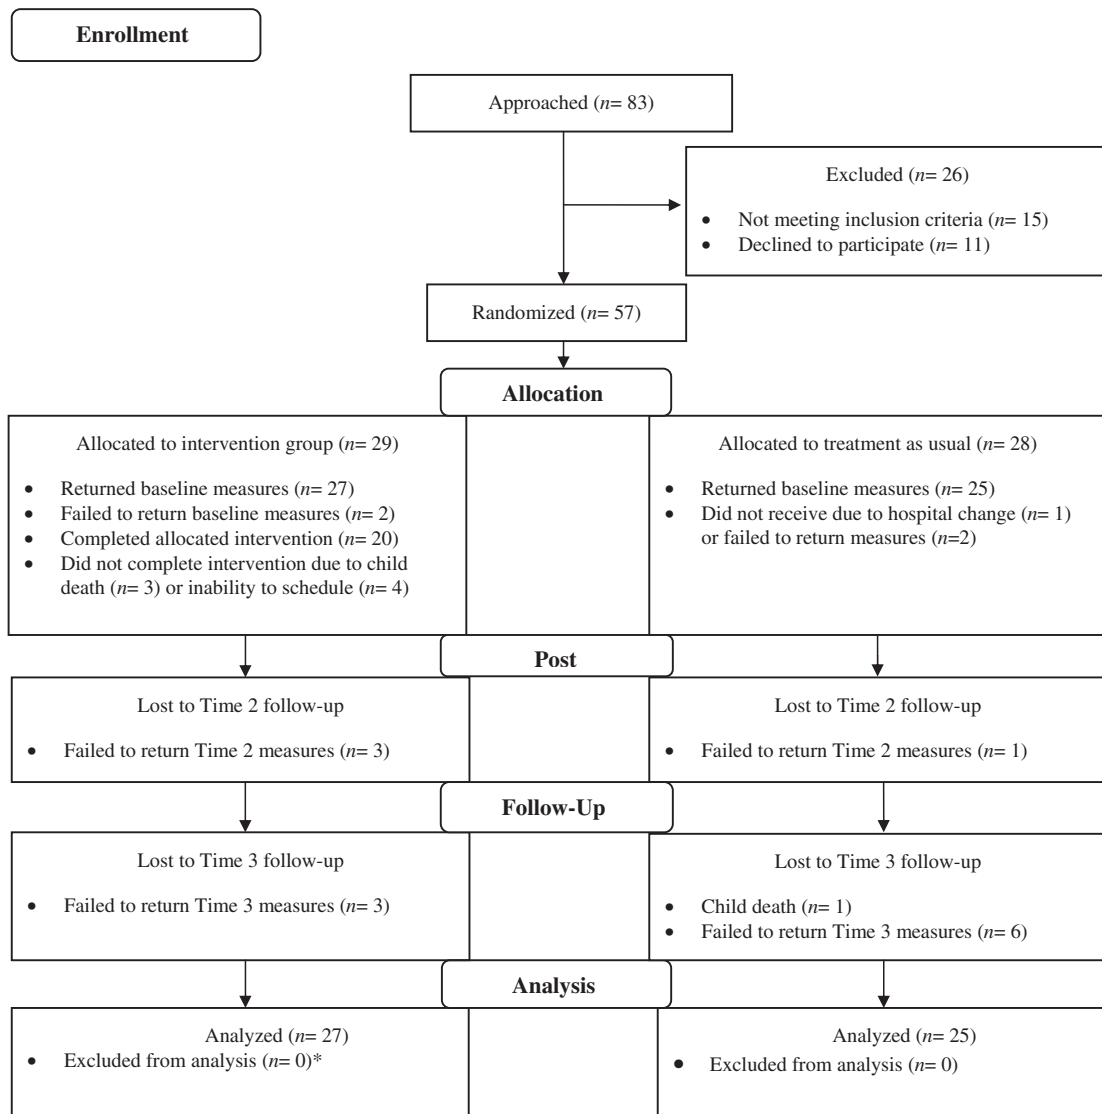 Enrollment
Approached (n= 83)
Excluded (n= 26)
• Not meeting inclusion criteria (n= 15)
• Declined to participate (n= 11)
Randomized (n= 57)
Allocation
Allocated to intervention group (n= 29)
• Returned baseline measures (n= 27)
• Failed to return baseline measures (n= 2)
• Completed allocated intervention (n= 20)
• Did not complete intervention due to child
death (n= 3) or inability to schedule (n= 4)
Allocated to treatment as usual (n= 28)
• Returned baseline measures (n= 25)
• Did not receive due to hospital change (n= 1)
or failed to return measures (n=2)
Post
Lost to Time 2 follow-up
• Failed to return Time 2 measures (n= 3)
Lost to Time 2 follow-up
• Failed to return Time 2 measures (n= 1)
Follow-Up
Lost to Time 3 follow-up
• Failed to return Time 3 measures (n= 3)
Lost to Time 3 follow-up
• Child death (n= 1)
• Failed to return Time 3 measures (n= 6)
Analysis
Analyzed (n= 27)
• Excluded from analysis (n= 0)*
Analyzed (n= 25)
• Excluded from analysis (n= 0)